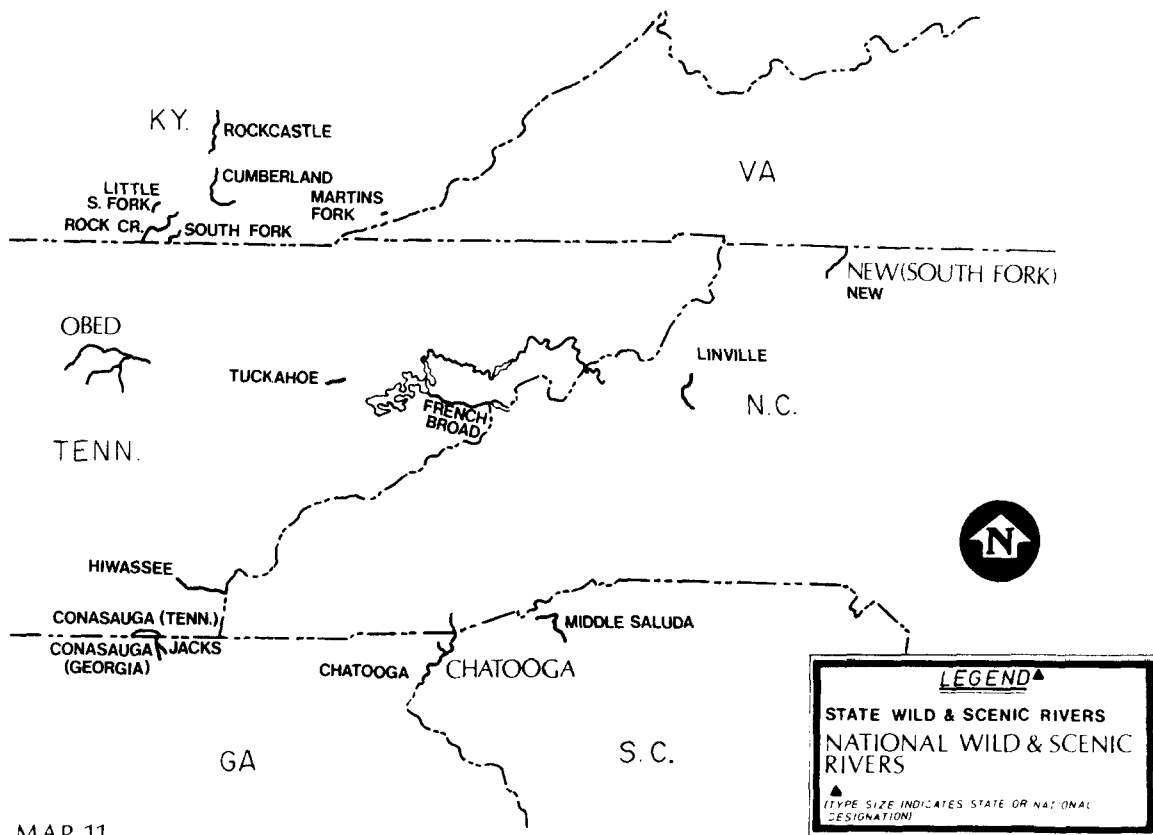 KY.
ROCKCASTLE
CUMBERLAND
VA
LITTLE
S. FORK
MARTINS
FORK
ROCK CR.
SOUTH FORK
NEW (SOUTH FORK)
NEW
OBED
LINVILLE
TUCKAHOE
N.C.
FRENCH
BROAD
TENN.
N
HIWASSEE
CONASAUGA (TENN.)
MIDDLE SALUDA
CONASAUGA
(GEORGIA)
JACKS
CHATOOGA
CHATOOGA
GA
S.C.
LEGEND▲
STATE WILD & SCENIC RIVERS
NATIONAL WILD & SCENIC
RIVERS
▲
(TYPE SIZE INDICATES STATE OR NATIONAL
DESIGNATION)
MAP 11